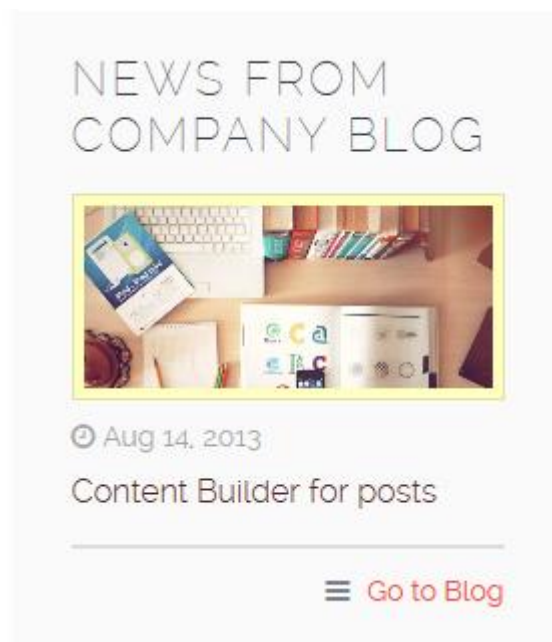 NEWS FROM
COMPANY BLOG
Aug 14, 2013
Content Builder for posts
Go to Blog